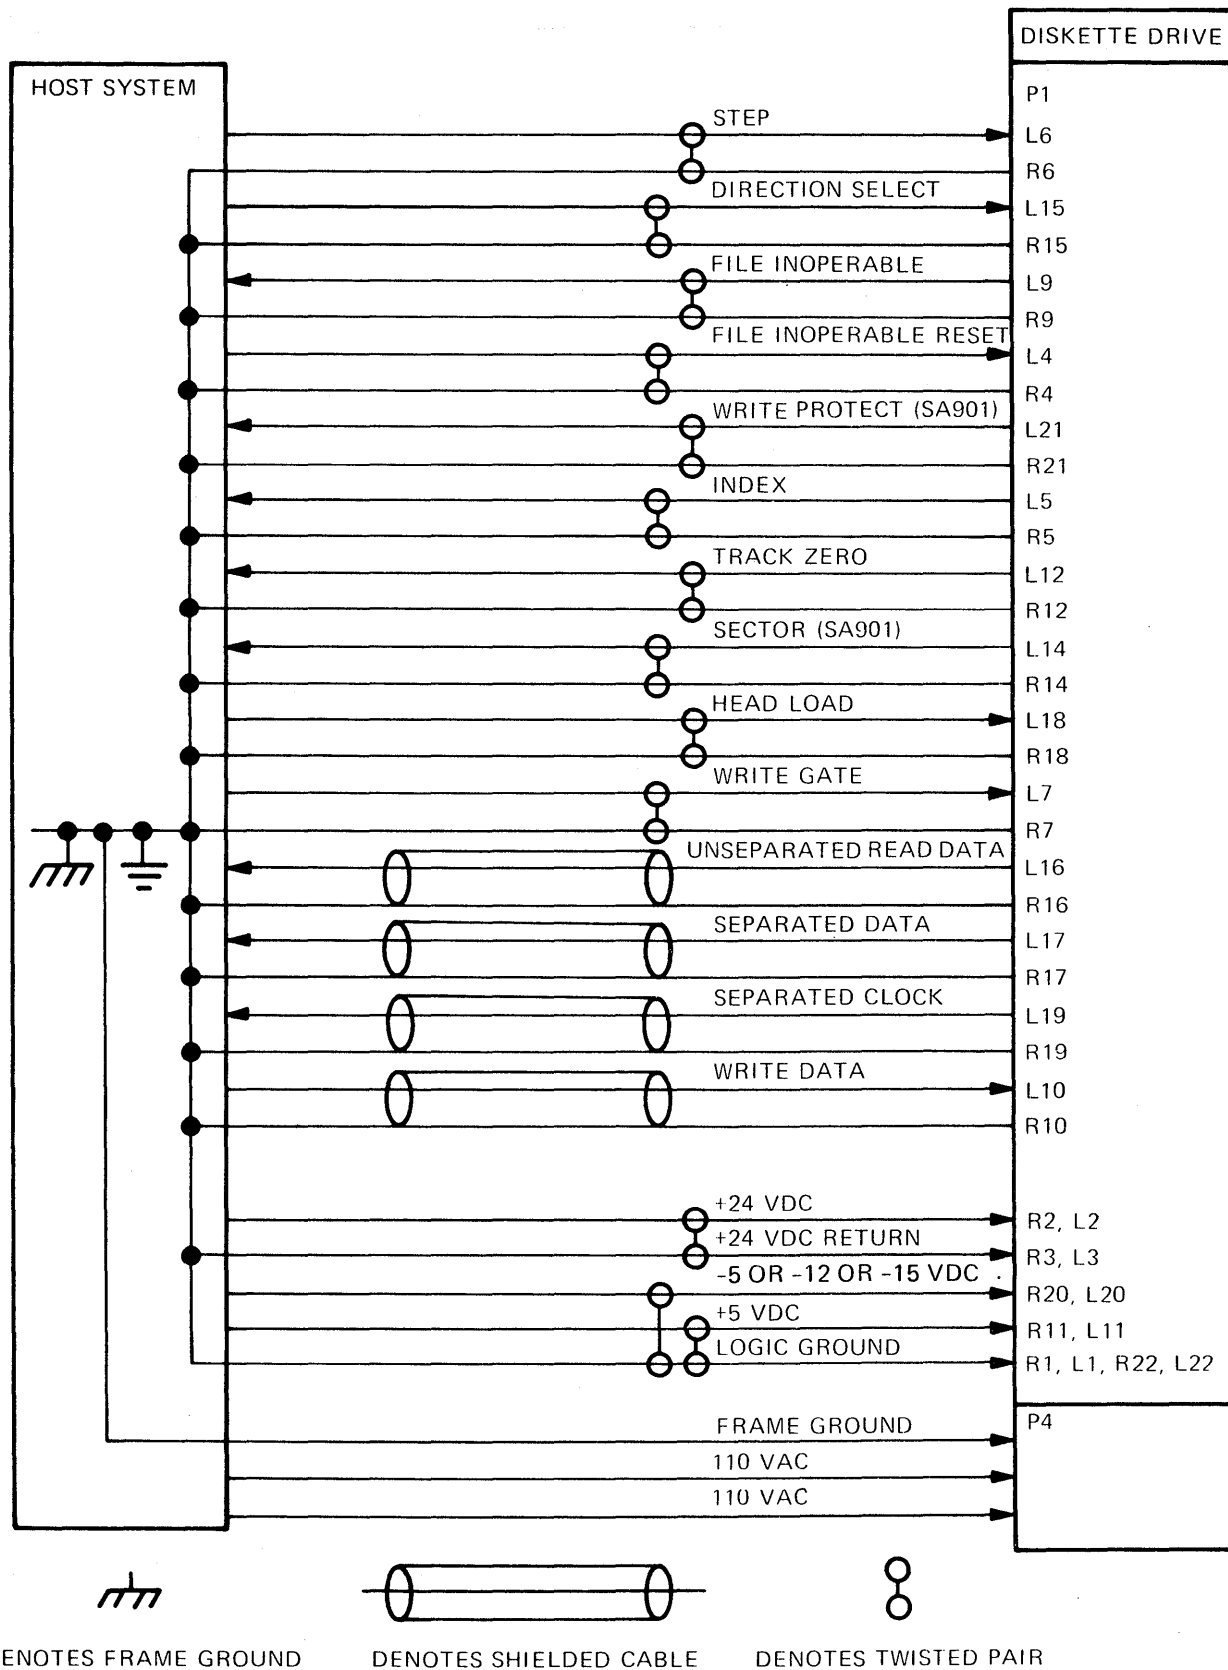 DISKETTE DRIVE
HOST SYSTEM
P1
STEP
L6
R6
DIRECTION SELECT
L15
R15
FILE INOPERABLE
L9
R9
FILE INOPERABLE RESET
L4
R4
WRITE PROTECT (SA901)
L21
R21
INDEX
L5
R5
TRACK ZERO
L12
R12
SECTOR (SA901)
L14
R14
HEAD LOAD
L18
R18
WRITE GATE
L7
R7
UNSEPARATED READ DATA
L16
R16
SEPARATED DATA
L17
R17
SEPARATED CLOCK
L19
R19
WRITE DATA
L10
R10
+24 VDC
R2, L2
+24 VDC RETURN
R3, L3
-5 OR -12 OR -15 VDC
R20, L20
+5 VDC
R11, L11
LOGIC GROUND
R1, L1, R22, L22
P4
FRAME GROUND
110 VAC
110 VAC
ENOTES FRAME GROUND DENOTES SHIELDED CABLE DENOTES TWISTED PAIR